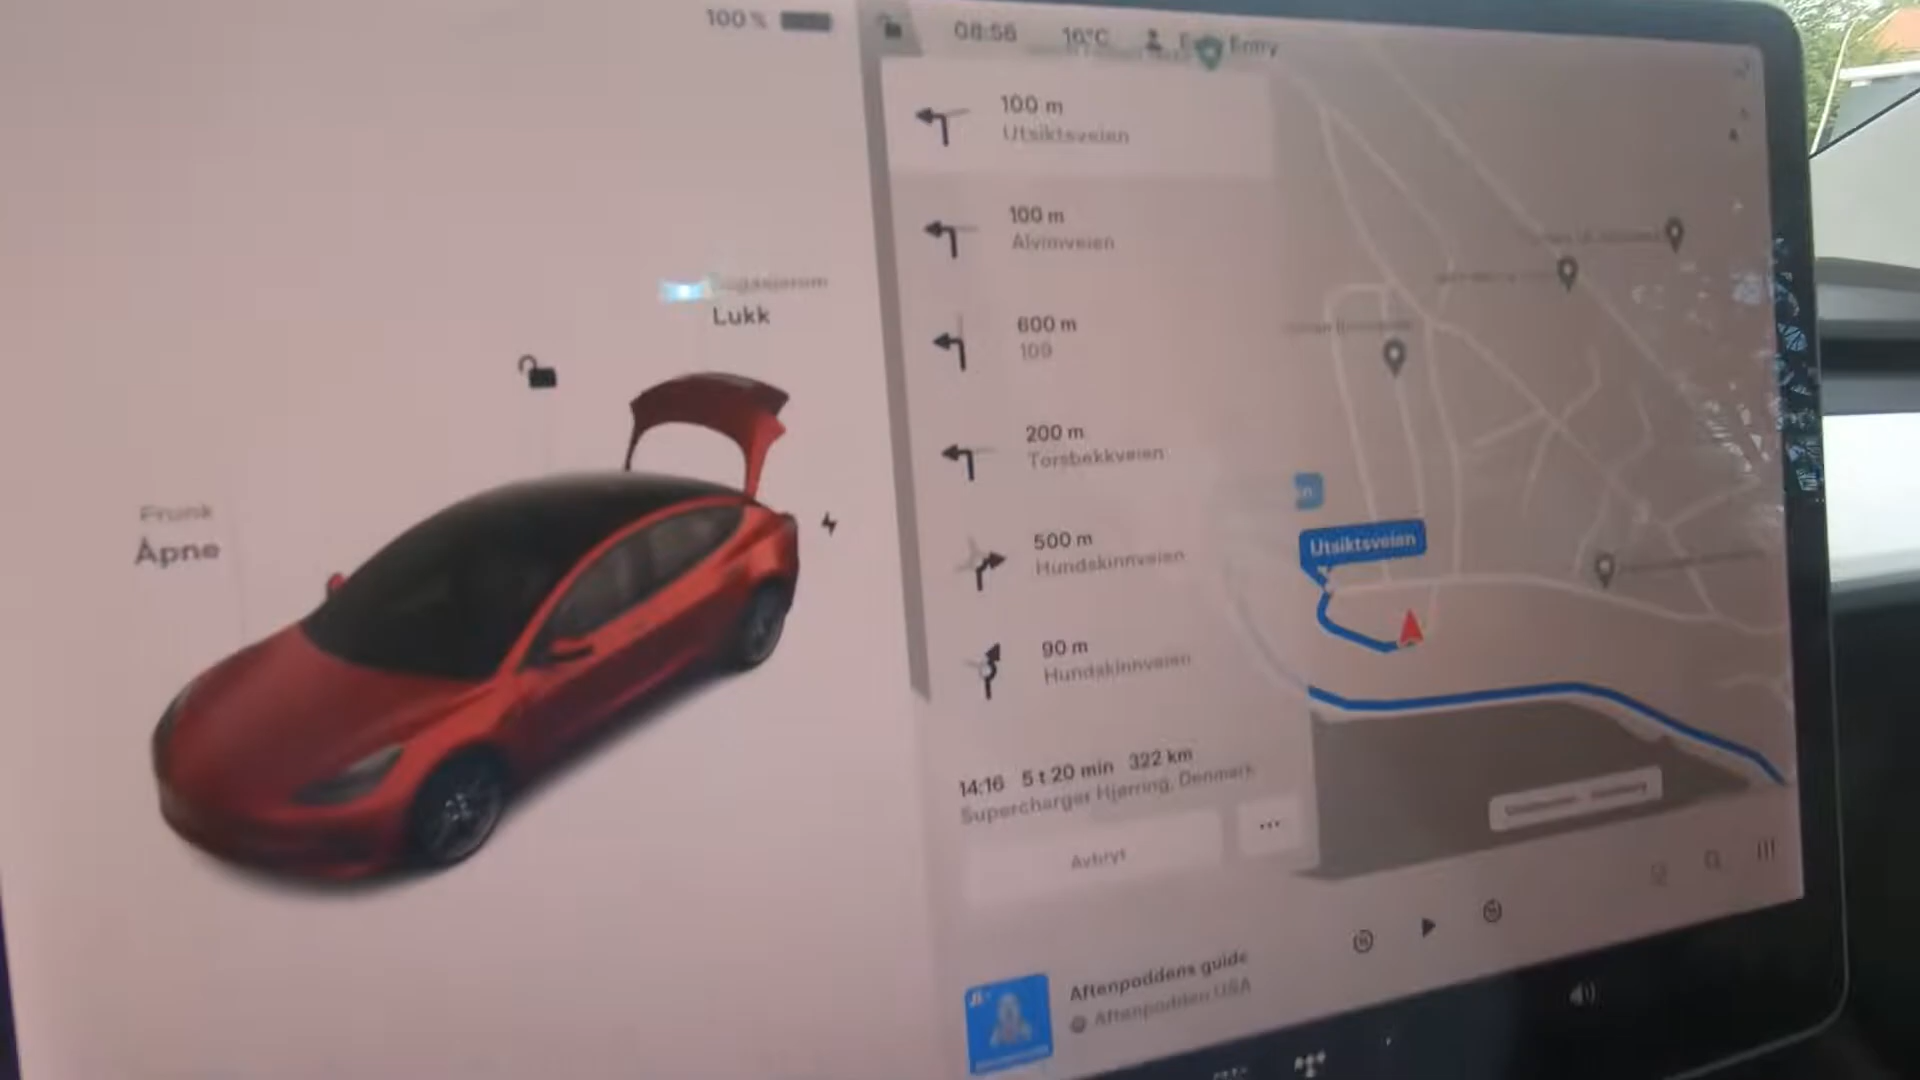 100 %
08:56
16°C
Entry
Lukk
Frunk
Åpne
100 m
Utsiktsveien
100 m
Alvimveien
600 m
109
200 m
Torsbekkveien
500 m
Hundskinnveien
90 m
Hundskinnveien
Utsiktsveien
14:16 5 t 20 min 322 km
Supercharger Hjørring, Denmark
Avbryt
Aftenpoddens guide
Aftenpodden USA